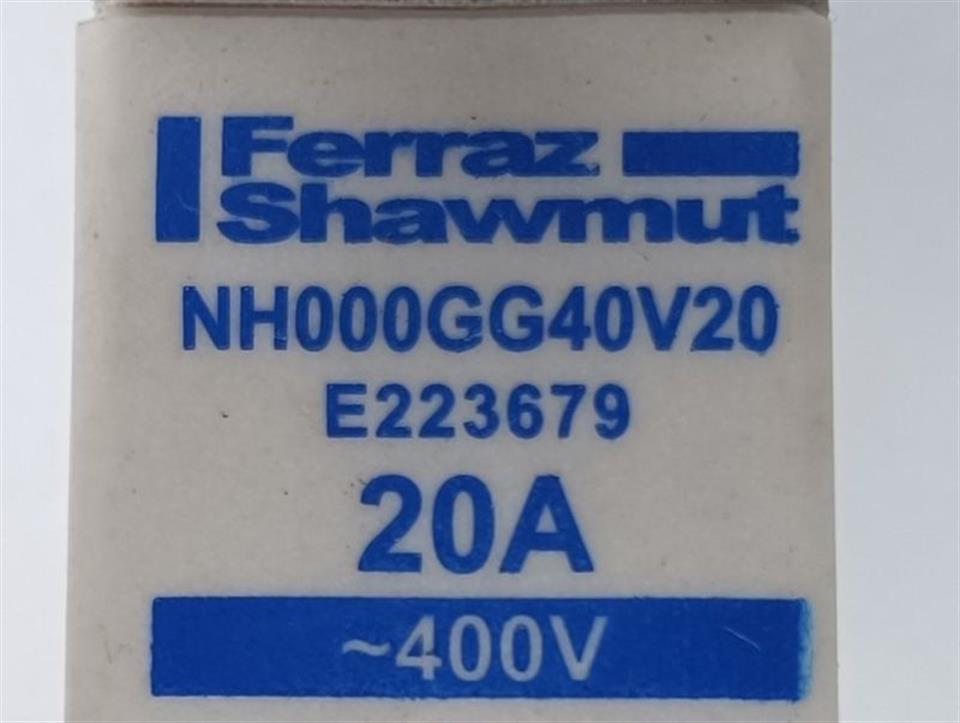 Ferraz
Shawmut
NH000GG40V20
E223679
20A
~400V